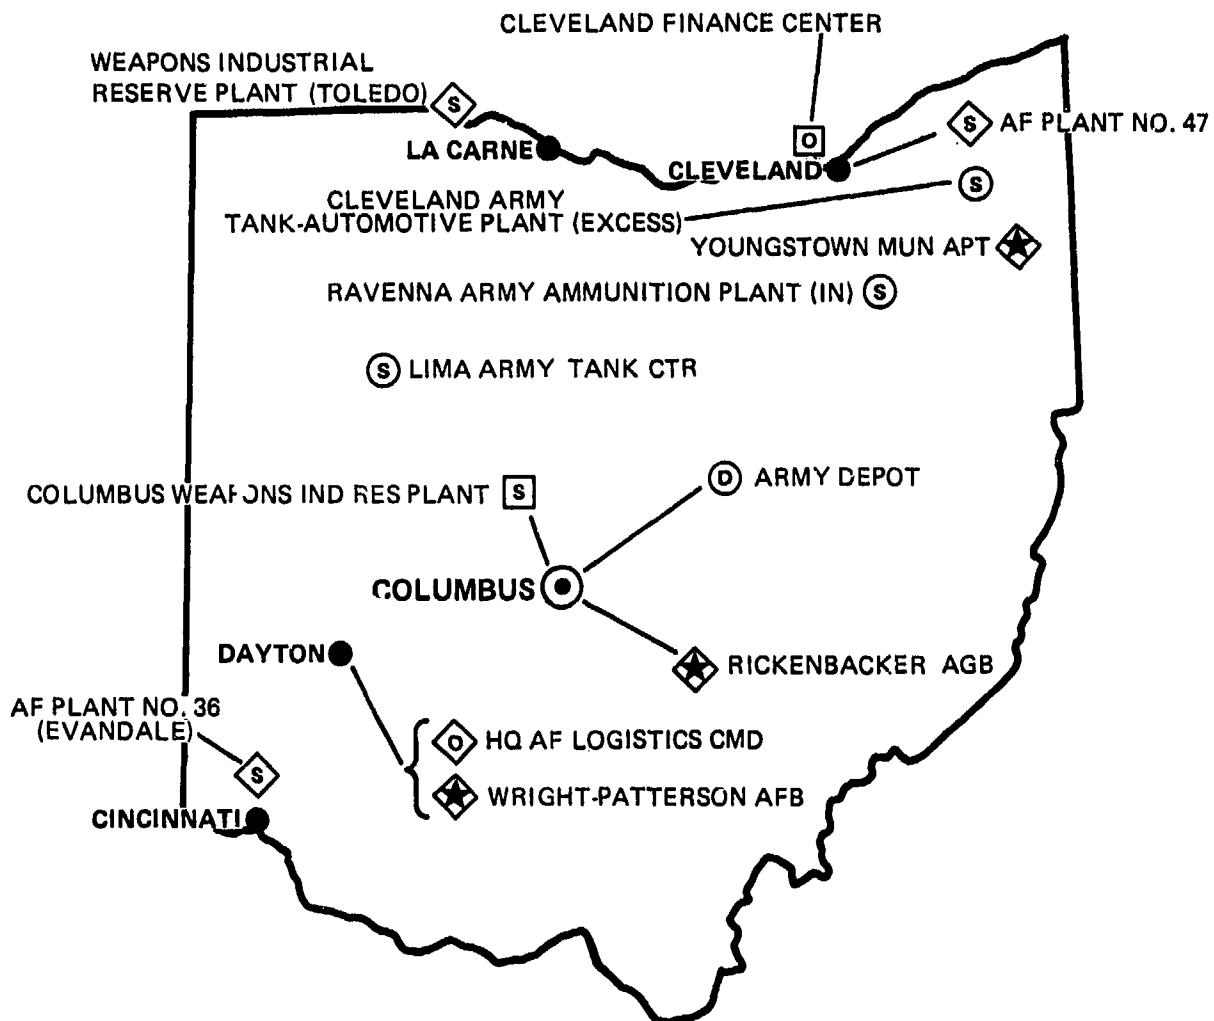 CLEVELAND FINANCE CENTER
WEAPONS INDUSTRIAL
RESERVE PLANT (TOLEDO)
S
S
AF PLANT NO. 47
O
LA CARNE
CLEVELAND
S
CLEVELAND ARMY
TANK-AUTOMOTIVE PLANT (EXCESS)
YOUNGSTOWN MUN APT
RAVENNA ARMY AMMUNITION PLANT (IN)
S
S
LIMA ARMY TANK CTR
D
ARMY DEPOT
COLUMBUS WEAPONS IND RES PLANT
S
COLUMBUS
DAYTON
RICKENBACKER AGB
AF PLANT NO. 36
(EVANDALE)
O
HQ AF LOGISTICS CMD
S
WRIGHT-PATTERSON AFB
CINCINNATI